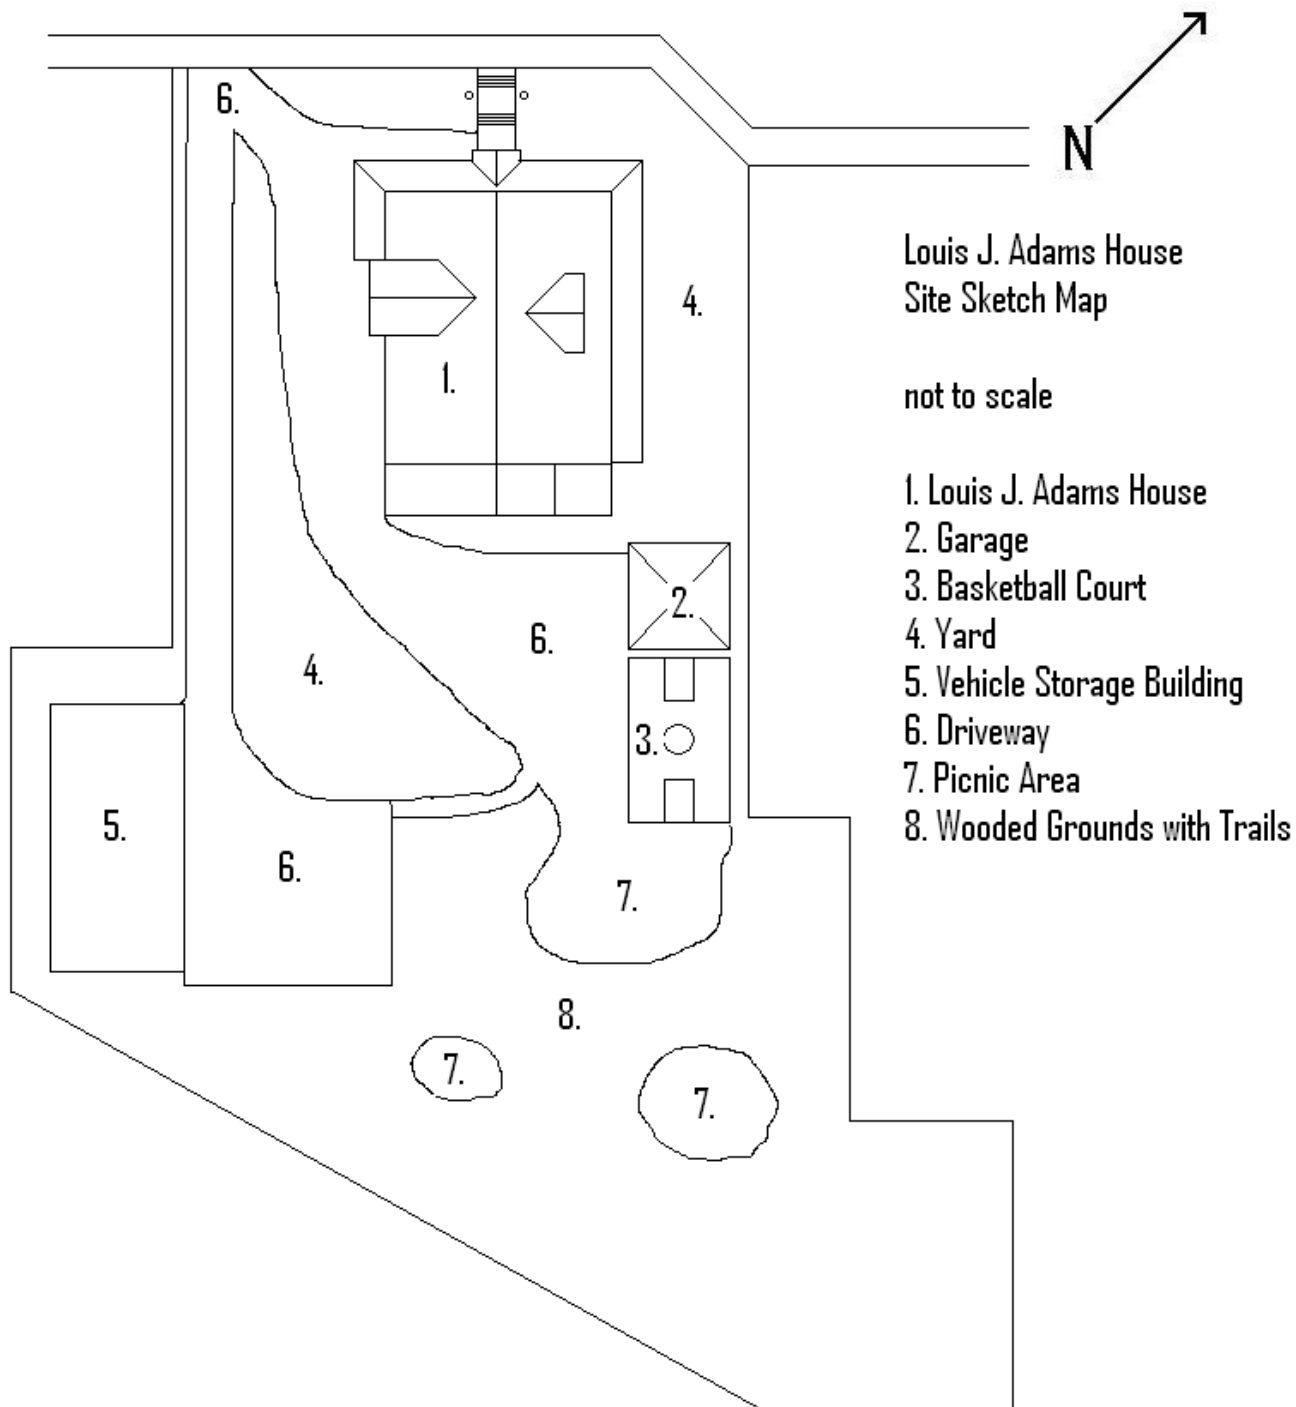 N
Louis J. Adams House
Site Sketch Map
not to scale
1. Louis J. Adams House
2. Garage
3. Basketball Court
4. Yard
5. Vehicle Storage Building
6. Driveway
7. Picnic Area
8. Wooded Grounds with Trails
6.
4.
1.
2.
6.
4.
3.
5.
6.
7.
8.
7.
7.